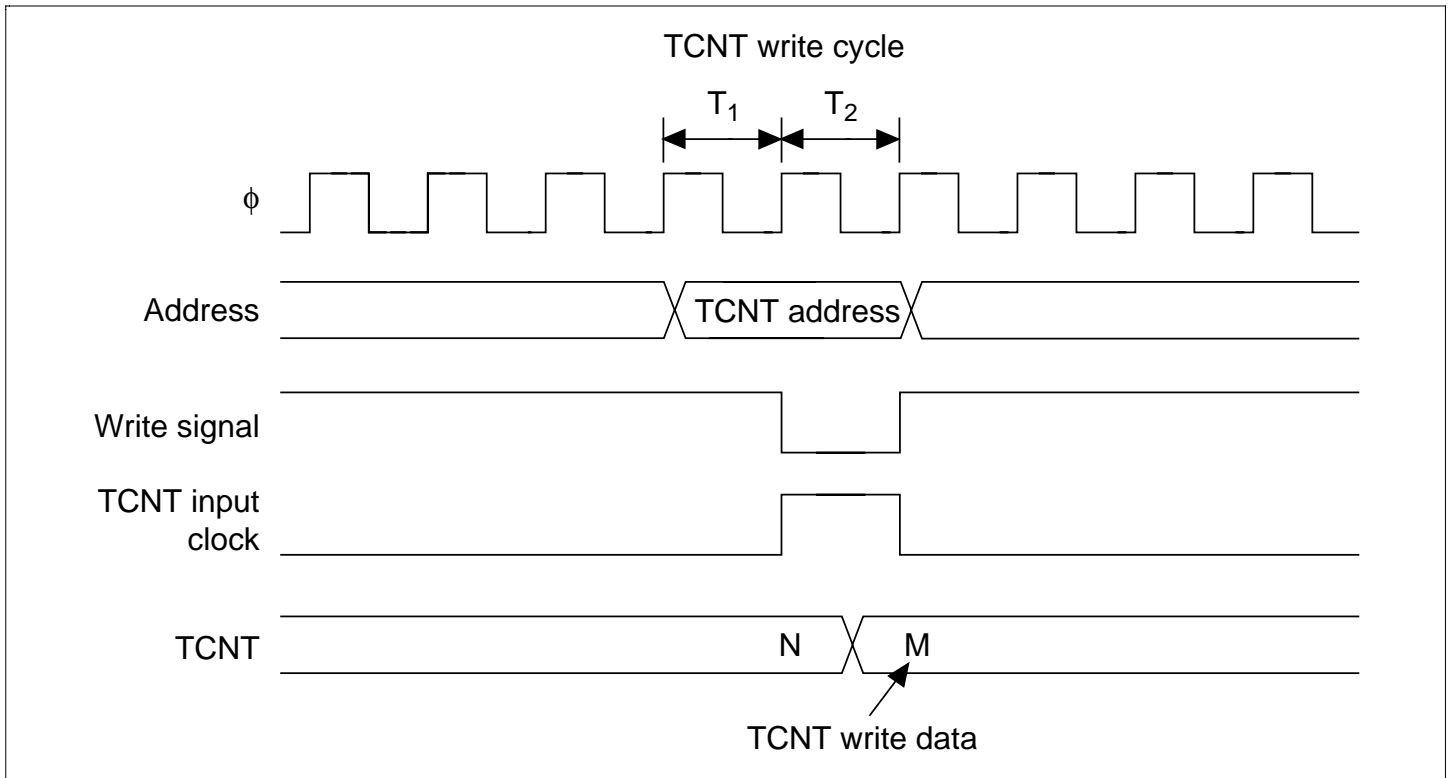 TCNT write cycle
T1 T2
ϕ
Address
TCNT address
Write signal
TCNT input
clock
TCNT
N
M
TCNT write data